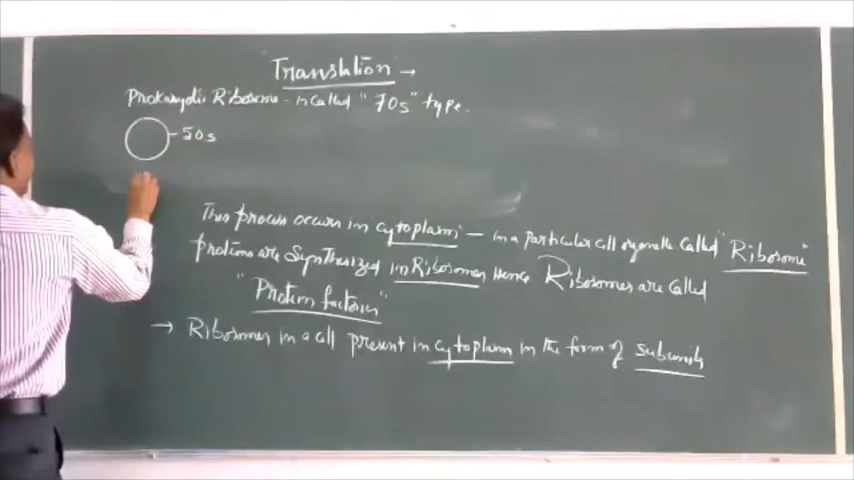 Translation →
Prokaryotic Ribosome - is called "70s" type.
50s
This process occurs in cytoplasm - in a particular cell organelle called "Ribosome"
Proteins are Synthesized in Ribosomes Hence Ribosomes are called
"Protein factories"
→ Ribosomes in a cell present in cytoplasm in the form of subunits